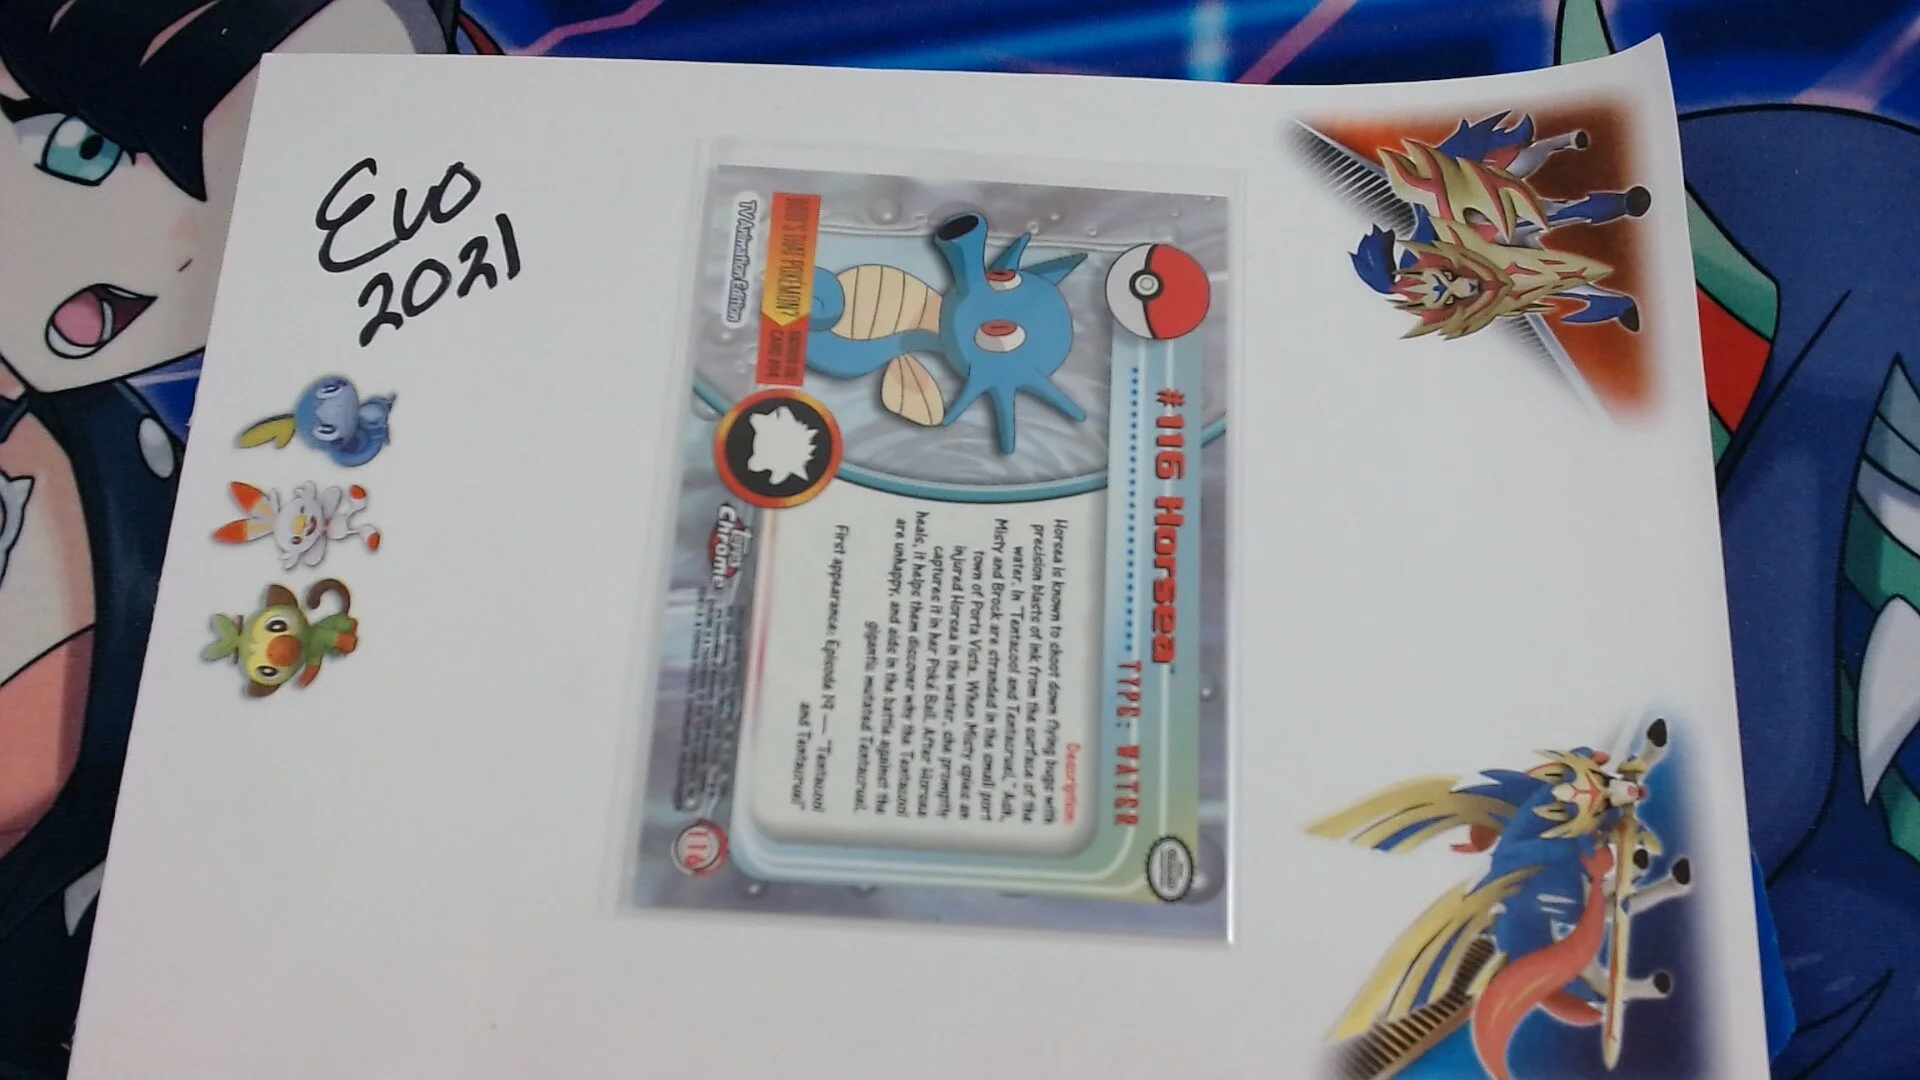 Evo
2021
#116 Horsea
TYPE: WATER
Description:
Horsea is known to shoot down flying bugs with
precision blasts of ink from the surface of the
water. In "Tentacool and Tentacruel," Ash,
Misty and Brock are stranded in the small port
town of Porta Vista. When Misty spies an
injured Horsea in the water, she promptly
captures it in her Poké Ball. After Horsea
heals, it helps them discover why the Tentacool
are unhappy, and aids in the battle against the
gigantic mutated Tentacruel.
First appearance: Episode 19 — "Tentacool
and Tentacruel"
WHO'S THAT POKÉMON?
TV Animation Edition
Topps
Chrome
116